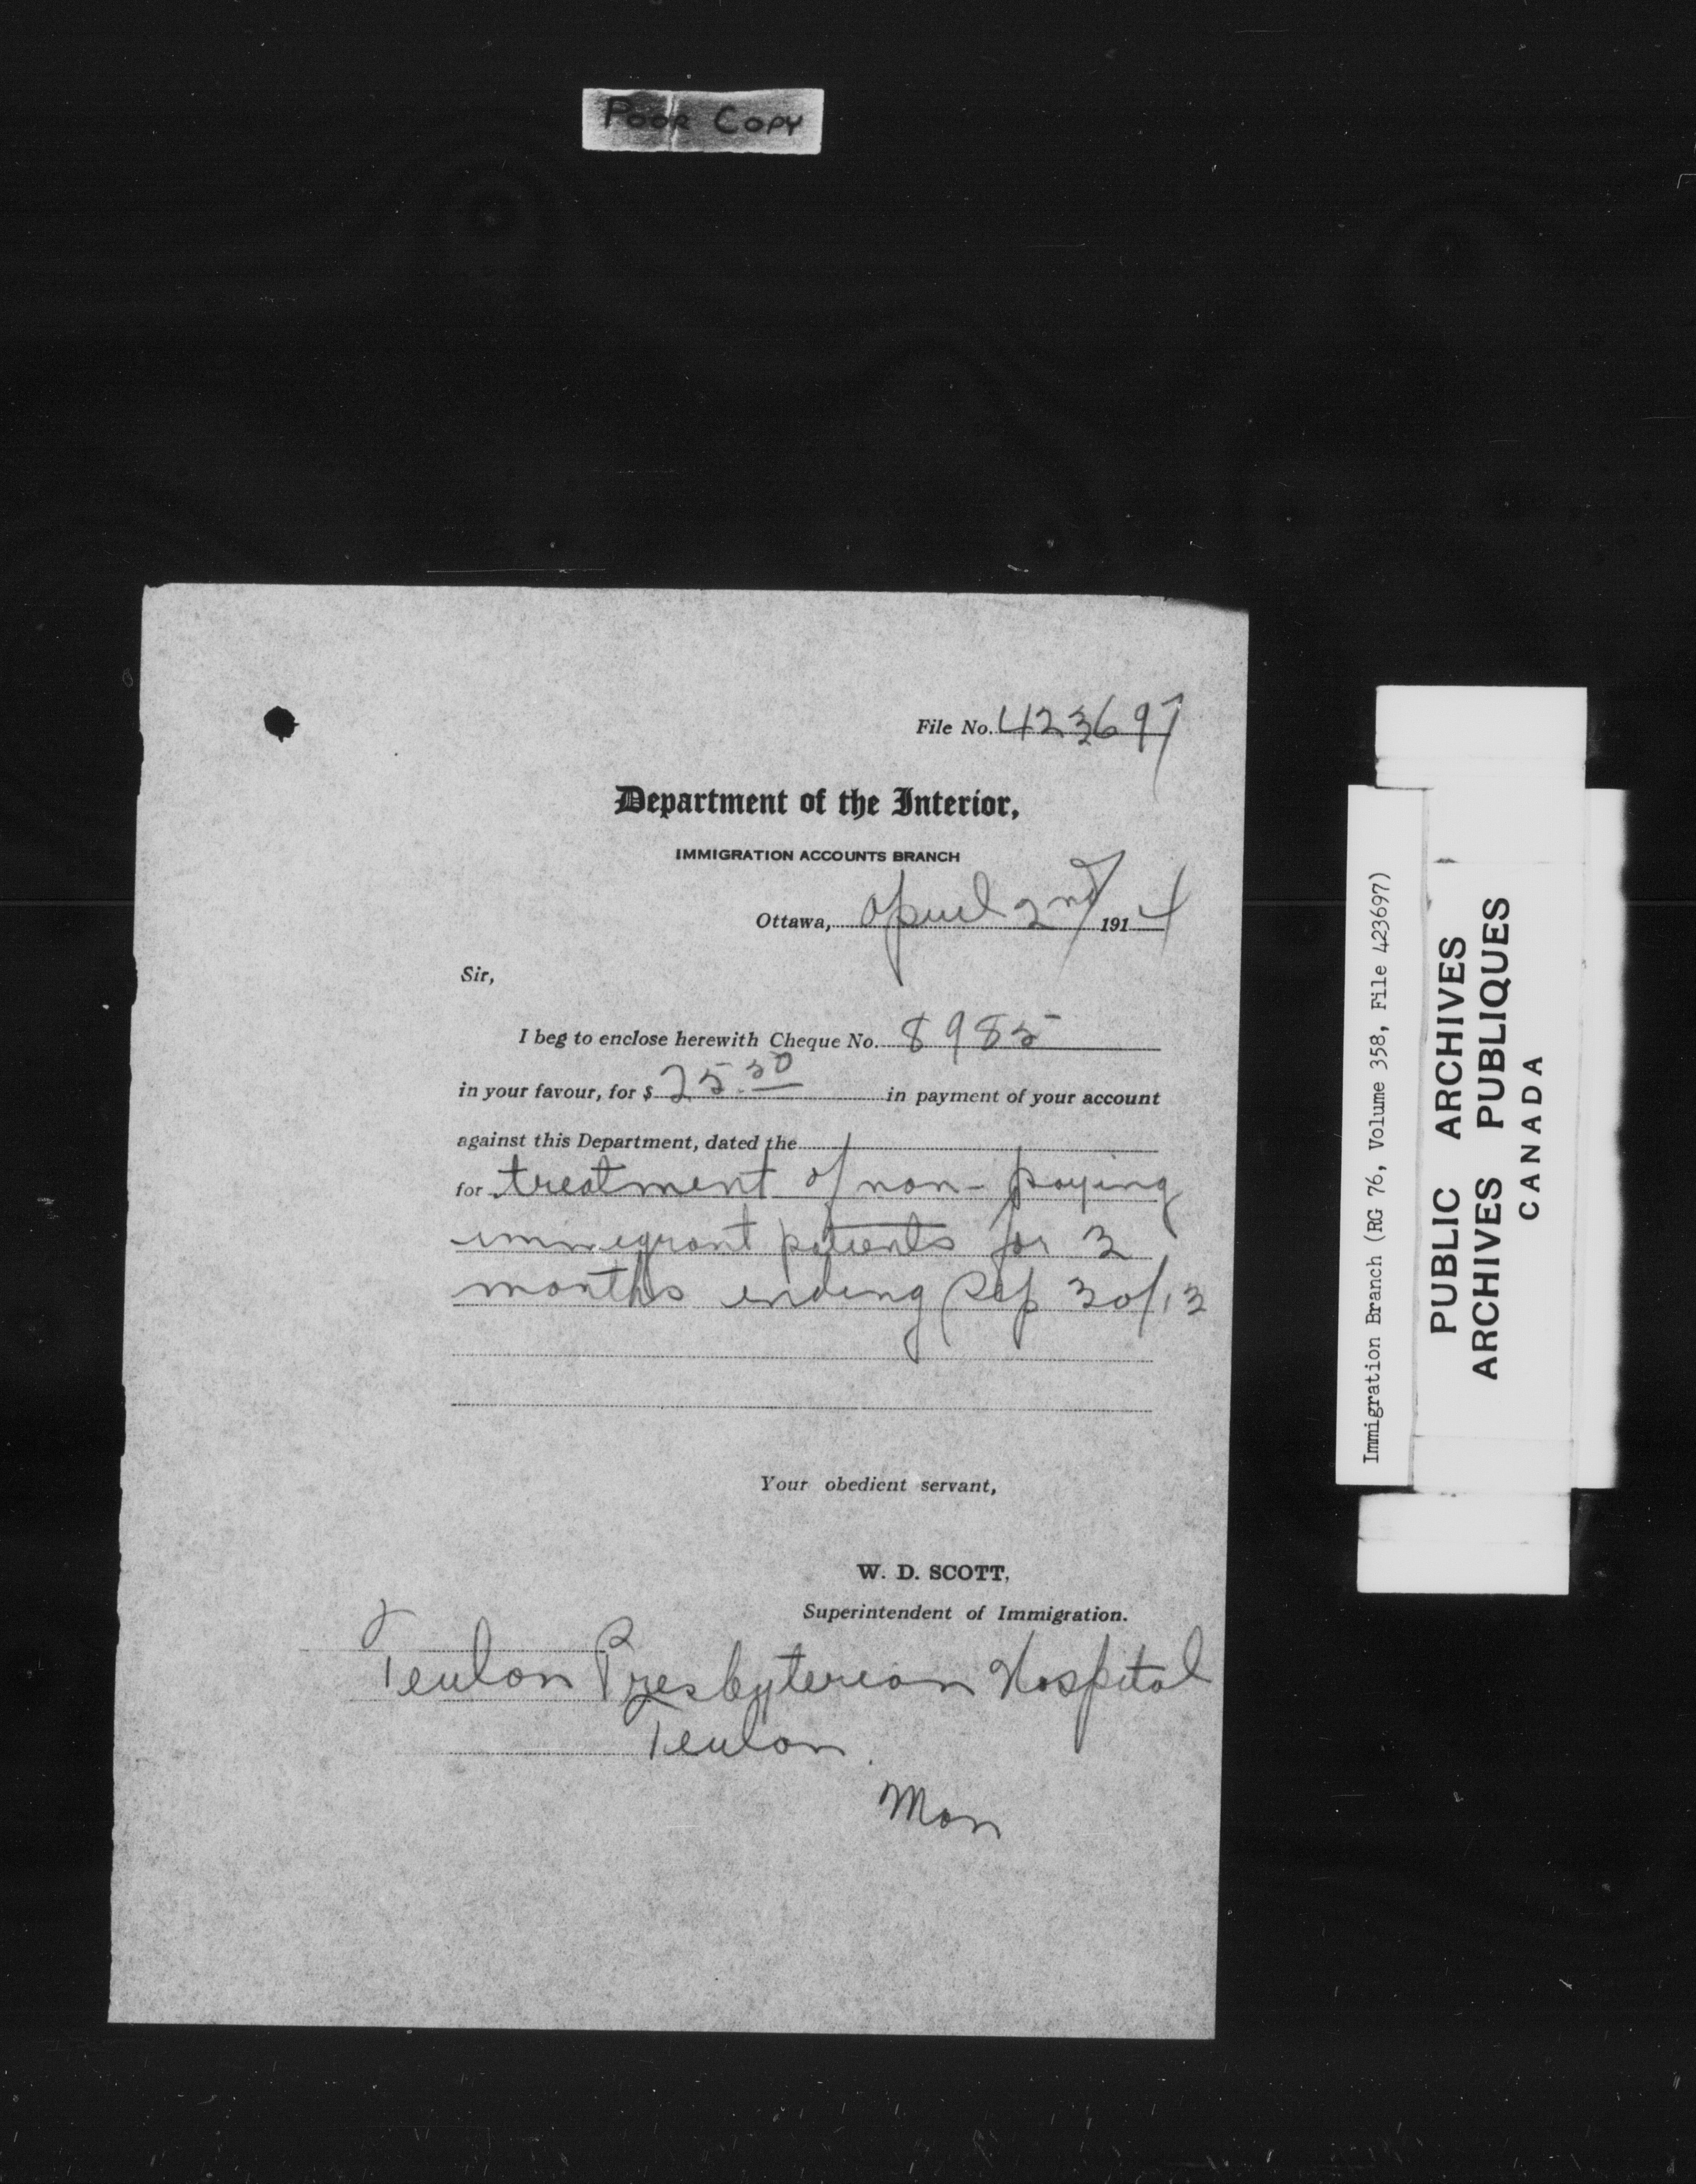 POOR COPY
File No. 423697
Department of the Interior,
IMMIGRATION ACCOUNTS BRANCH
Ottawa, April 2nd 1914
Sir,
I beg to enclose herewith Cheque No. 8985
in your favour, for $ 25.50 in payment of your account
against this Department, dated the
for treatment of non-paying
immigrant patients for 3
months ending Sep 30/13
Your obedient servant,
W. D. SCOTT,
Superintendent of Immigration.
Teulon Presbyterian Hospital
Teulon
Man
Immigration Branch (RG 76, Volume 358, File 423697)
PUBLIC ARCHIVES
ARCHIVES PUBLIQUES
CANADA